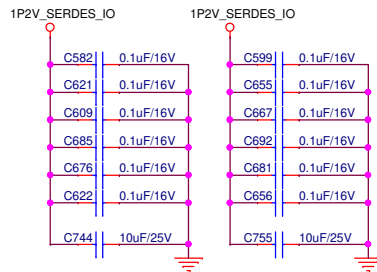 1P2V_SERDES_IO 1P2V_SERDES_IO
C582 0.1uF/16V C599 0.1uF/16V
C621 0.1uF/16V C655 0.1uF/16V
C609 0.1uF/16V C667 0.1uF/16V
C685 0.1uF/16V C692 0.1uF/16V
C676 0.1uF/16V C681 0.1uF/16V
C622 0.1uF/16V C656 0.1uF/16V
C744 10uF/25V C755 10uF/25V